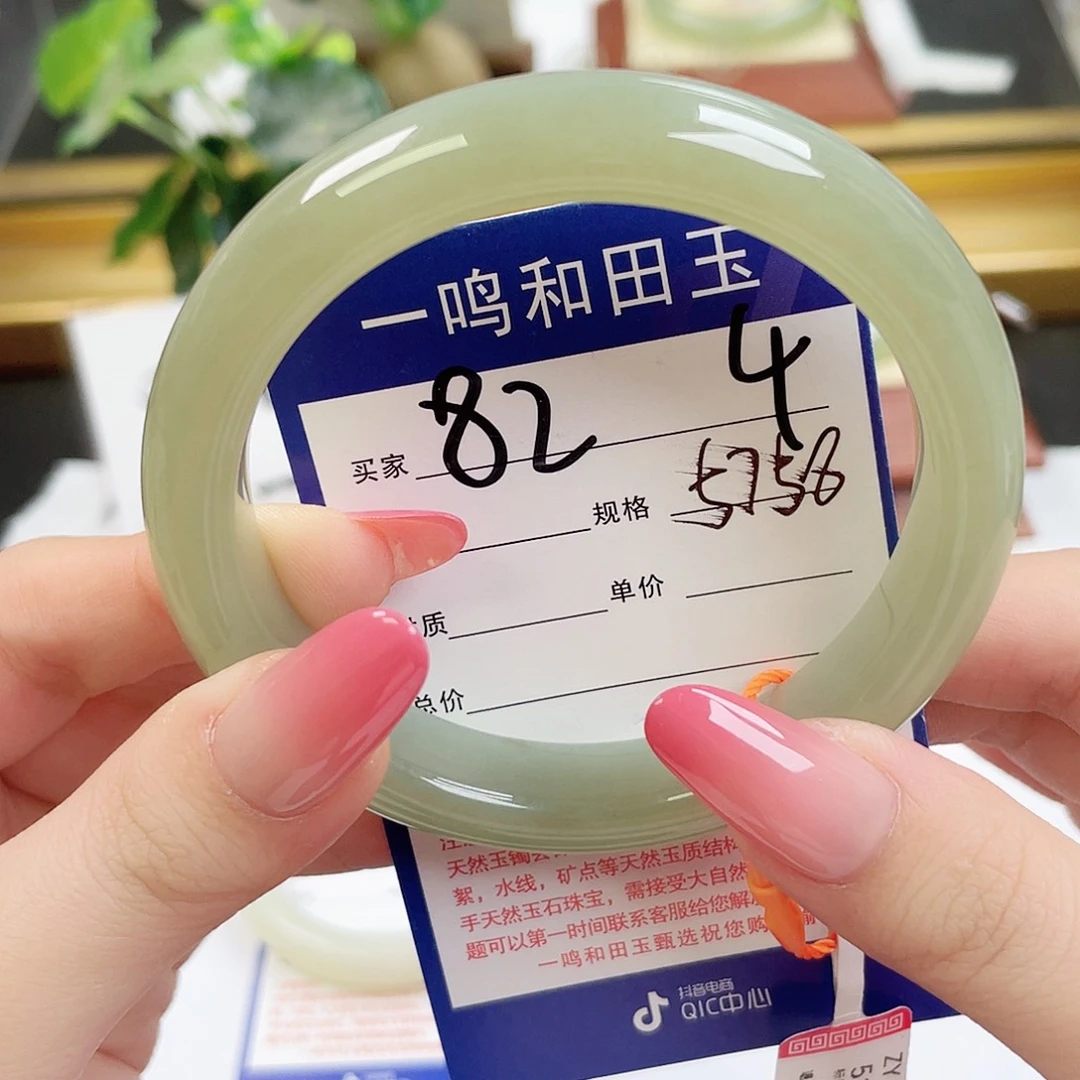 一鸣和田玉
买家 82 4
规格 5756
质 单价
总价
天然玉镯
絮，水线，矿点等天然玉质结构
手天然玉石珠宝，需接受大自然
题可以第一时间联系客服给您解
一鸣和田玉甄选祝您购
抖音电商
QIC中心
ZY